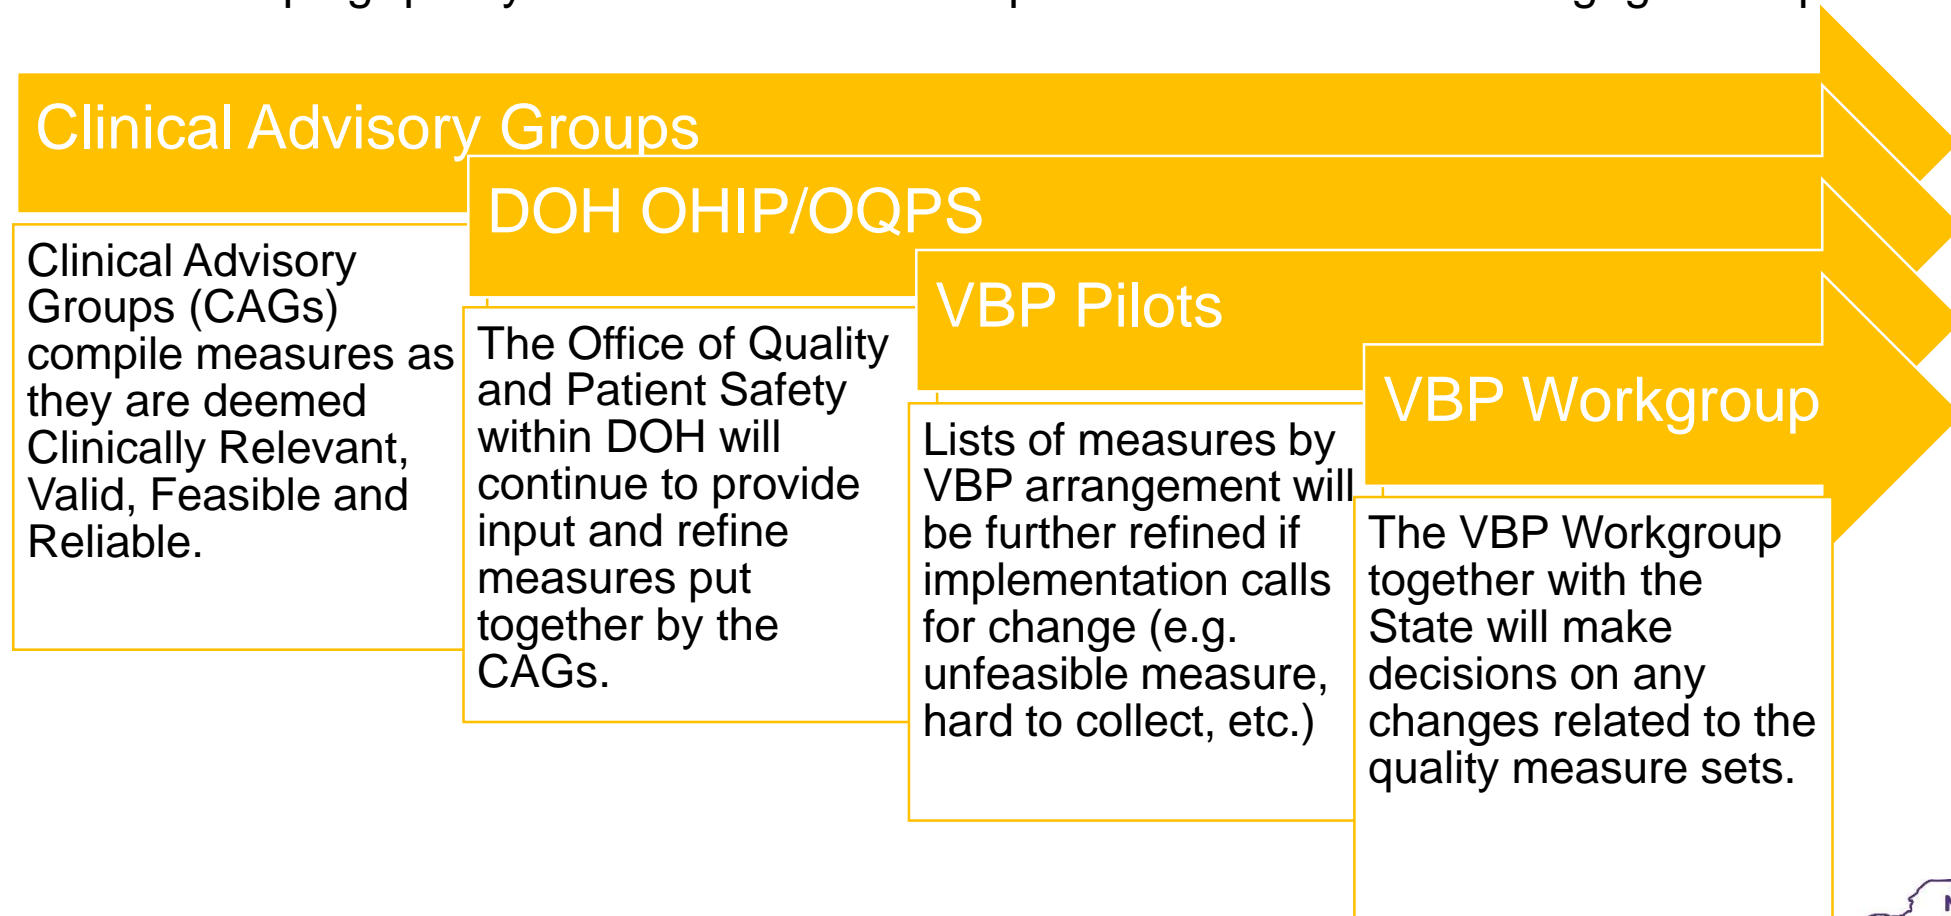 Clinical Advisory Groups
Clinical Advisory
Groups (CAGs)
compile measures as
they are deemed
Clinically Relevant,
Valid, Feasible and
Reliable.
DOH OHIP/OQPS
The Office of Quality
and Patient Safety
within DOH will
continue to provide
input and refine
measures put
together by the
CAGs.
VBP Pilots
Lists of measures by
VBP arrangement will
be further refined if
implementation calls
for change (e.g.
unfeasible measure,
hard to collect, etc.)
VBP Workgroup
The VBP Workgroup
together with the
State will make
decisions on any
changes related to the
quality measure sets.